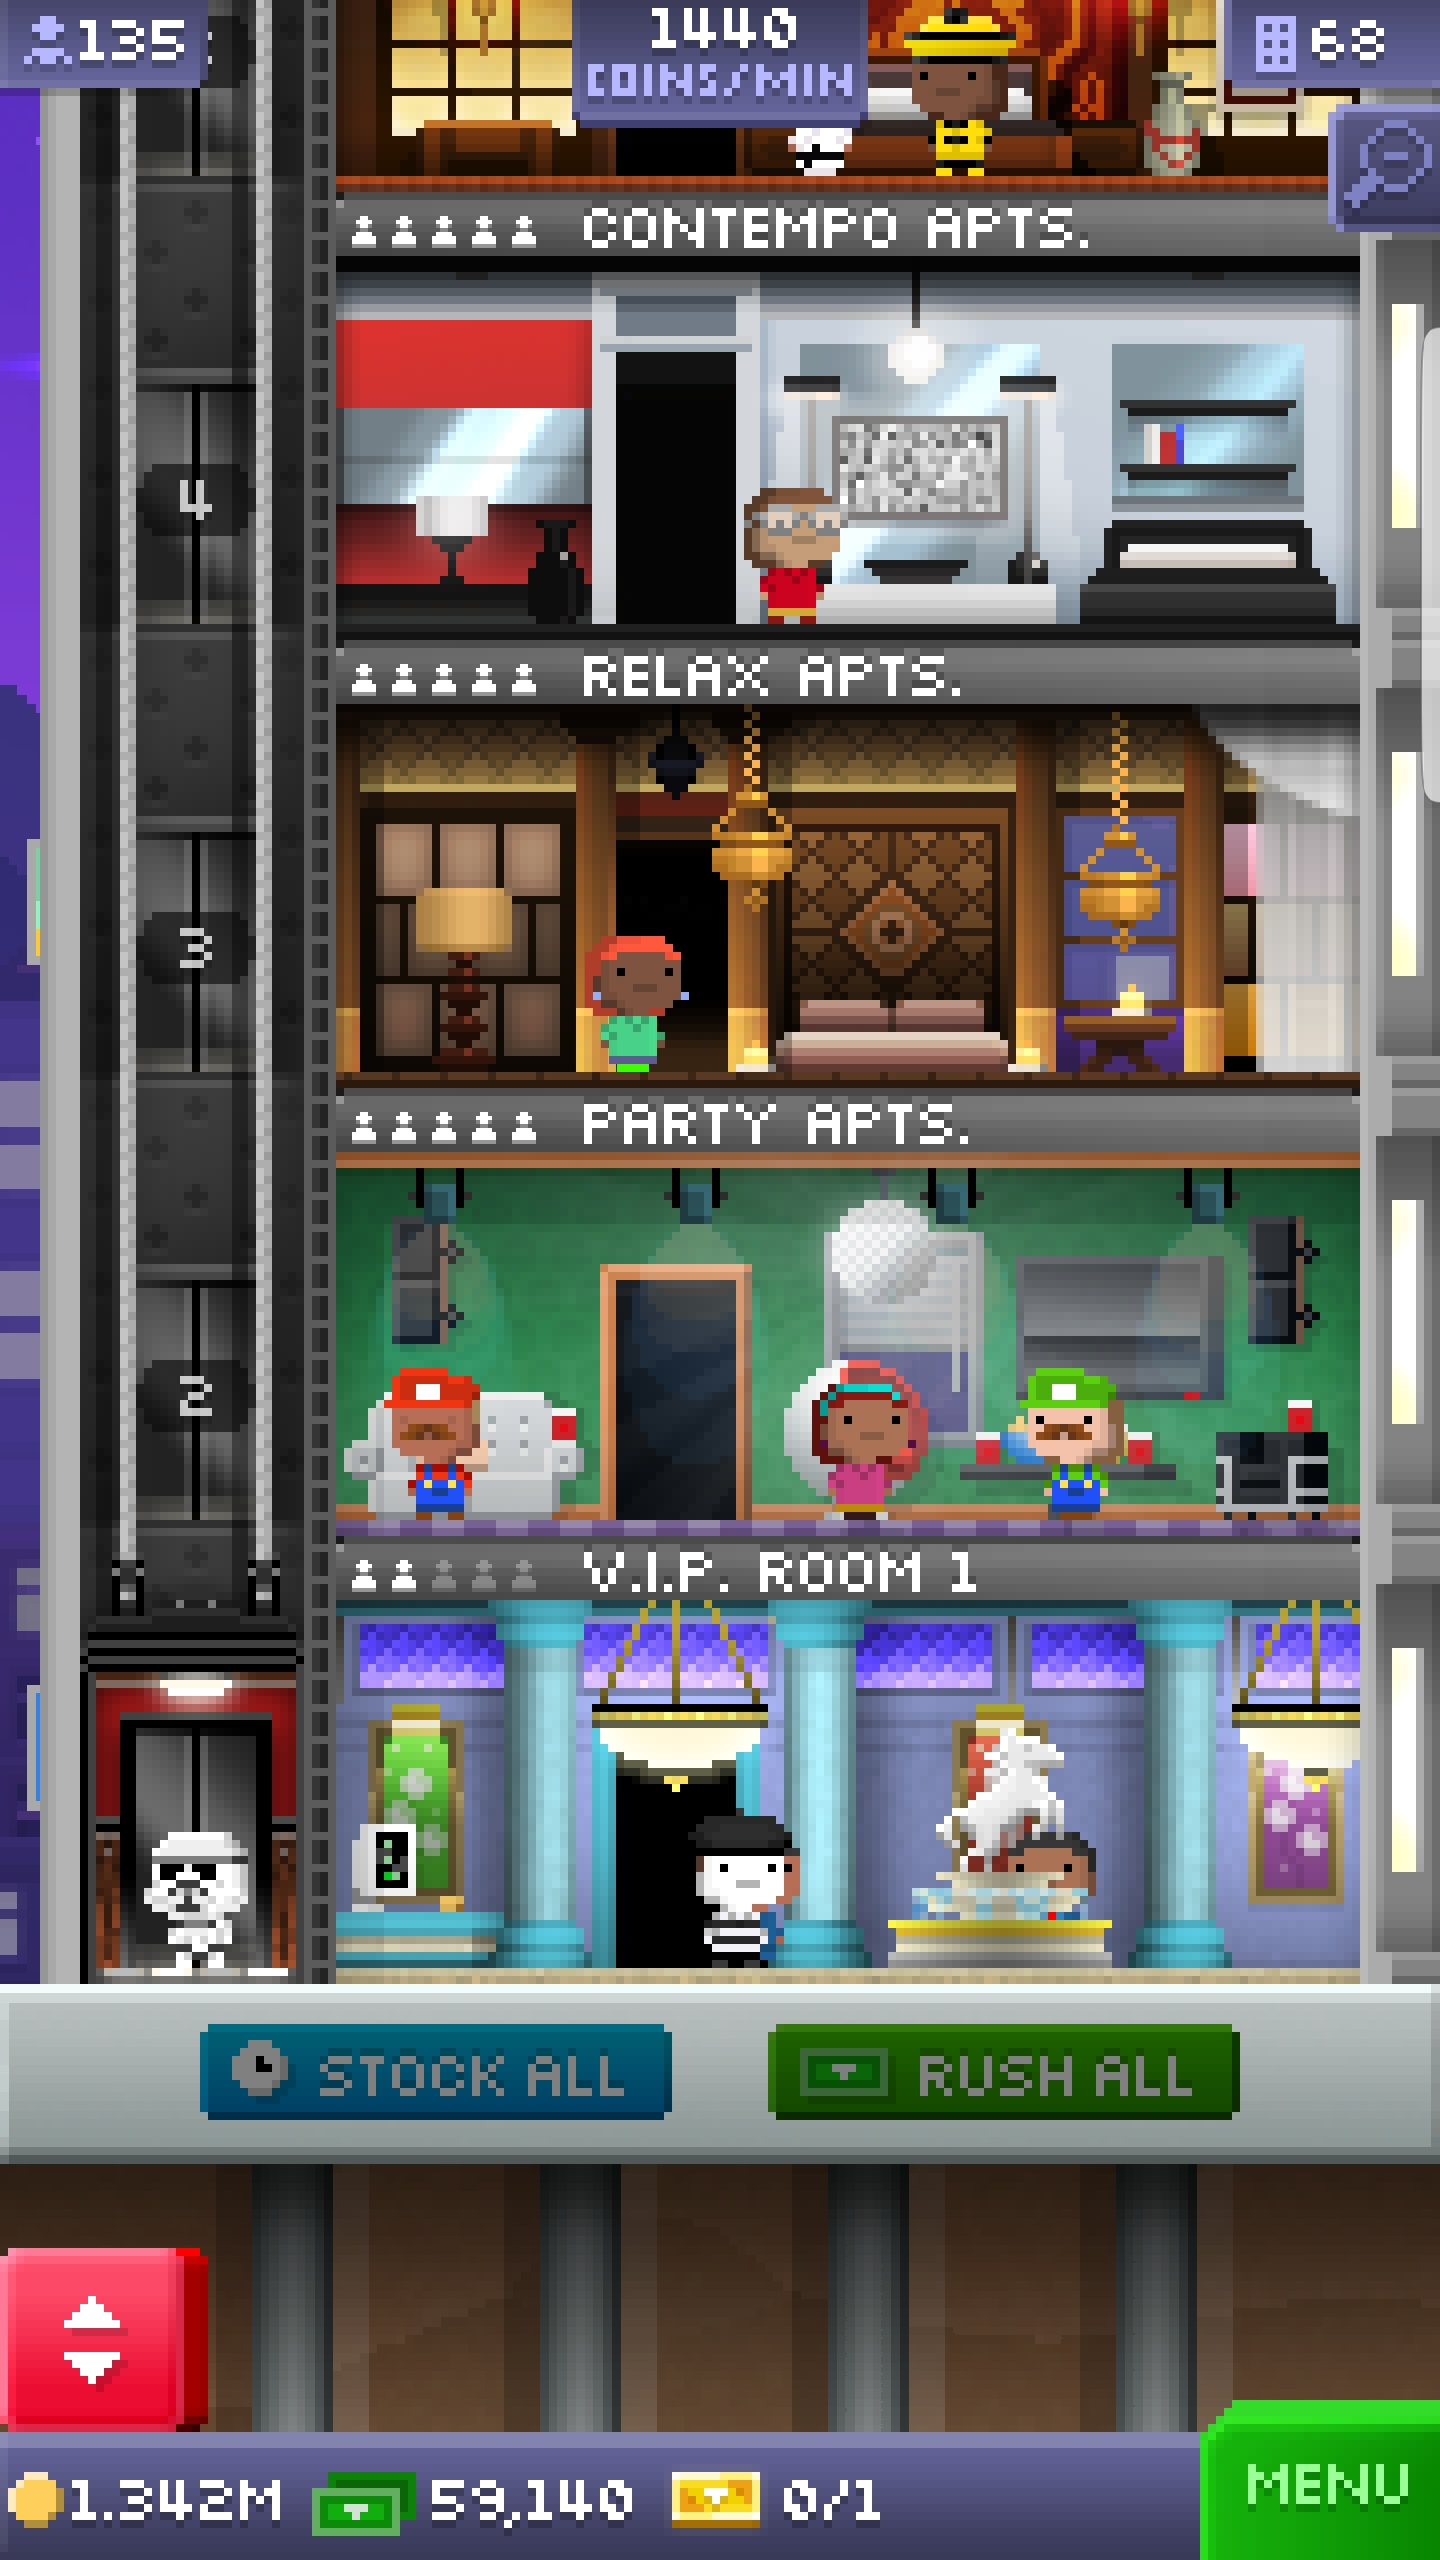 135
1440
COINS/MIN
68
CONTEMPO APTS.
4
RELAX APTS.
3
PARTY APTS.
2
V.I.P. ROOM 1
STOCK ALL
RUSH ALL
1.342M
59,140
0/1
MENU